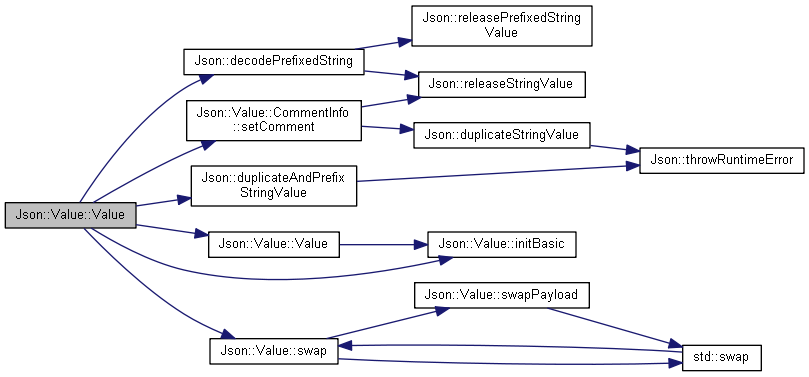 Json::releasePrefixedString
Value
Json::decodePrefixedString
Json::releaseStringValue
Json::Value::CommentInfo
::setComment
Json::duplicateStringValue
Json::throwRuntimeError
Json::duplicateAndPrefix
StringValue
Json::Value::Value
Json::Value::Value
Json::Value::initBasic
Json::Value::swapPayload
Json::Value::swap
std::swap